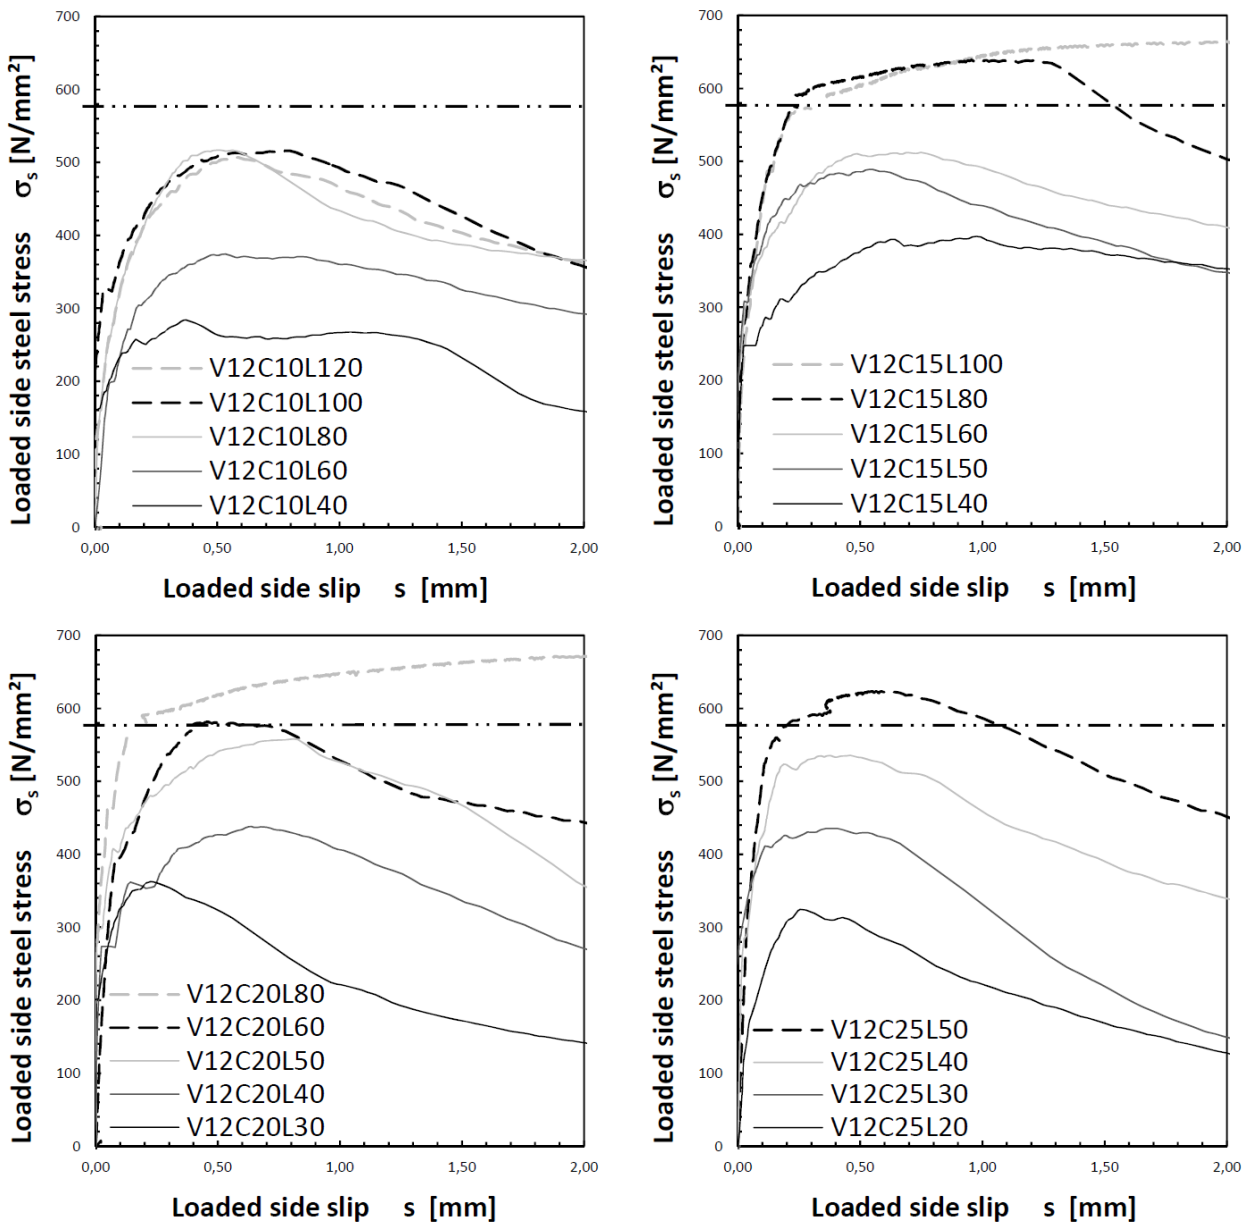 700
600
500
400
300
200
100
0
Loaded side steel stress σs [N/mm²]
V12C10L120
V12C10L100
V12C10L80
V12C10L60
V12C10L40
0,00 0,50 1,00 1,50 2,00
Loaded side slip s [mm]
700
600
500
400
300
200
100
0
Loaded side steel stress σs [N/mm²]
V12C15L100
V12C15L80
V12C15L60
V12C15L50
V12C15L40
0,00 0,50 1,00 1,50 2,00
Loaded side slip s [mm]
700
600
500
400
300
200
100
0
Loaded side steel stress σs [N/mm²]
V12C20L80
V12C20L60
V12C20L50
V12C20L40
V12C20L30
0,00 0,50 1,00 1,50 2,00
Loaded side slip s [mm]
700
600
500
400
300
200
100
0
Loaded side steel stress σs [N/mm²]
V12C25L50
V12C25L40
V12C25L30
V12C25L20
0,00 0,50 1,00 1,50 2,00
Loaded side slip s [mm]